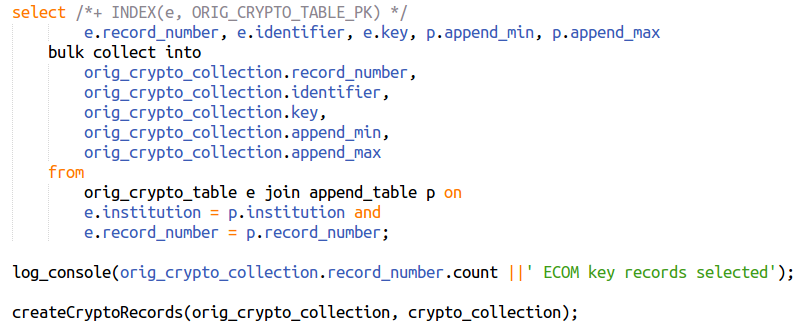 select /*+ INDEX(e, ORIG_CRYPTO_TABLE_PK) */
e.record_number, e.identifier, e.key, p.append_min, p.append_max
bulk collect into
orig_crypto_collection.record_number,
orig_crypto_collection.identifier,
orig_crypto_collection.key,
orig_crypto_collection.append_min,
orig_crypto_collection.append_max
from
orig_crypto_table e join append_table p on
e.institution = p.institution and
e.record_number = p.record_number;
log_console(orig_crypto_collection.record_number.count ||' ECOM key records selected');
createCryptoRecords(orig_crypto_collection, crypto_collection);